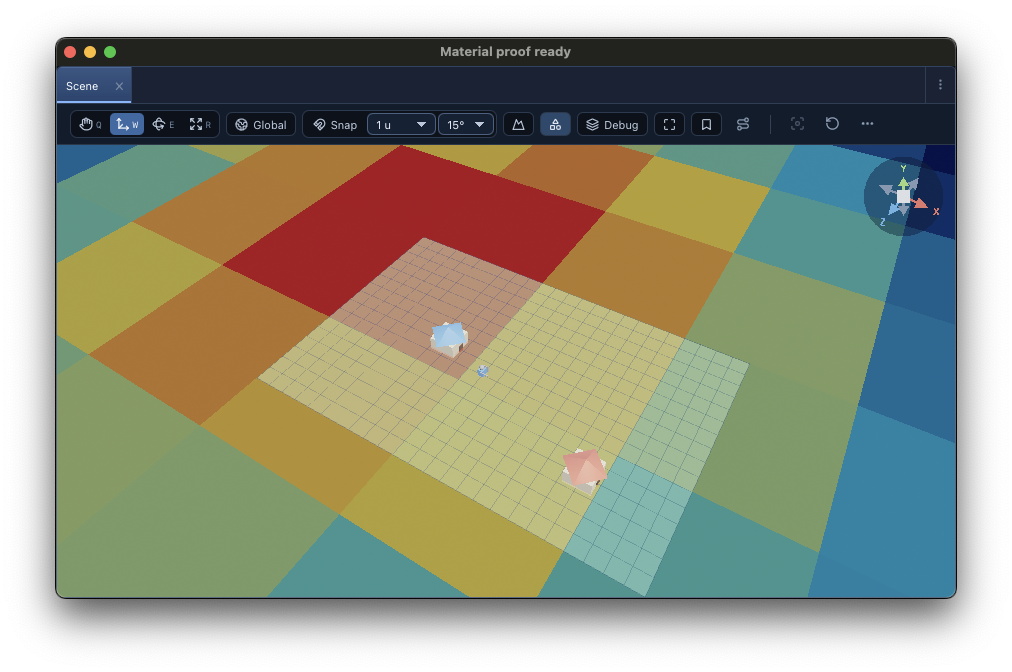 Material proof ready
Scene
Q W E R Global Snap 1 u 15° Debug
Y
X
Z